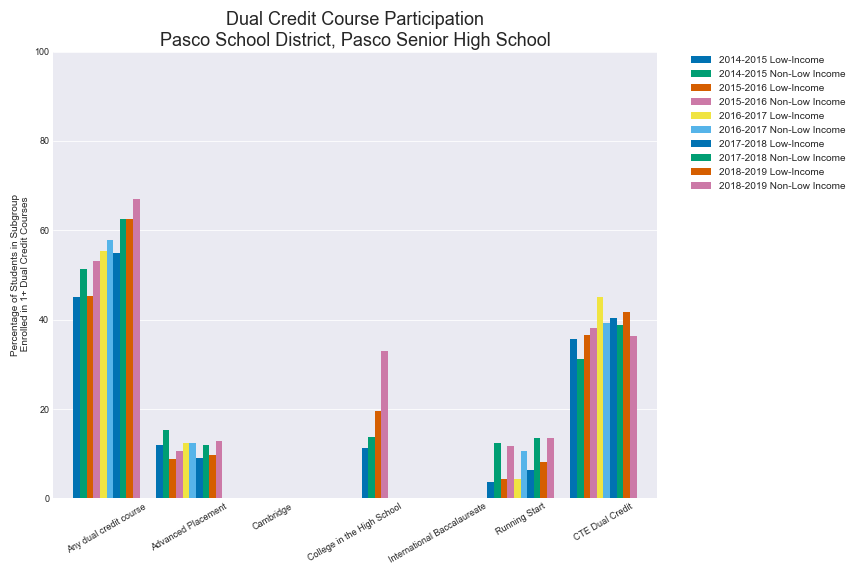 Dual Credit Course Participation
Pasco School District, Pasco Senior High School
Percentage of Students in Subgroup
Enrolled in 1+ Dual Credit Courses
100
80
60
40
20
0
Any dual credit course
Advanced Placement
Cambridge
College in the High School
International Baccalaureate
Running Start
CTE Dual Credit
2014-2015 Low-Income
2014-2015 Non-Low Income
2015-2016 Low-Income
2015-2016 Non-Low Income
2016-2017 Low-Income
2016-2017 Non-Low Income
2017-2018 Low-Income
2017-2018 Non-Low Income
2018-2019 Low-Income
2018-2019 Non-Low Income